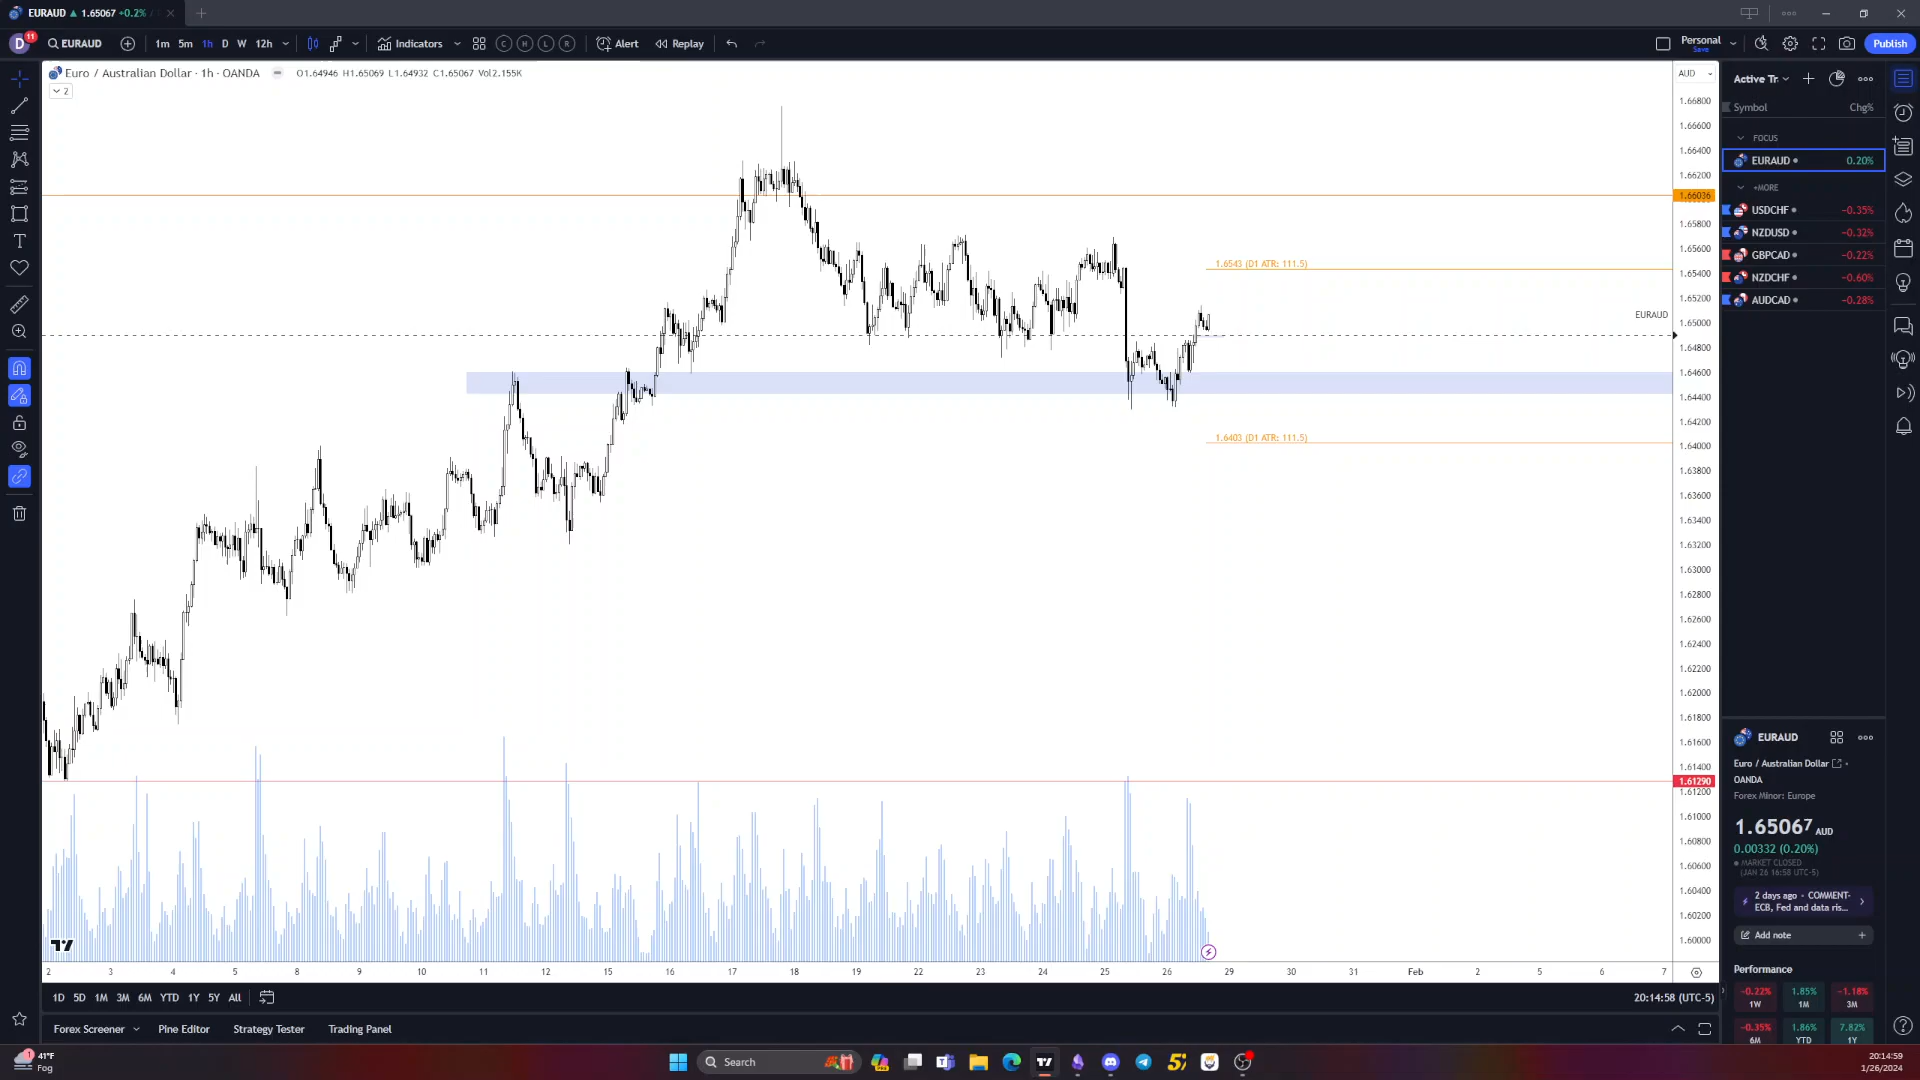 EURAUD ▲ 1.65067 +0.2% /
D
11
EURAUD
1m 5m 1h D W 12h
Indicators
C H L R
Alert
Replay
Personal
Save
Publish
Euro / Australian Dollar · 1h · OANDA
O1.64946 H1.65069 L1.64932 C1.65067 Vol2.155K
2
AUD
1.66800
1.66600
1.66400
1.66200
1.66036
1.65800
1.65600
1.65400
1.65200
1.65000
1.64800
1.64600
1.64400
1.64200
1.64000
1.63800
1.63600
1.63400
1.63200
1.63000
1.62800
1.62600
1.62400
1.62200
1.62000
1.61800
1.61600
1.61400
1.61290
1.61200
1.61000
1.60800
1.60600
1.60400
1.60200
1.60000
1.6543 (D1 ATR: 111.5)
EURAUD
1.6403 (D1 ATR: 111.5)
2 3 4 5 8 9 10 11 12 15 16 17 18 19 22 23 24 25 26 29 30 31 Feb 2 5 6 7
1D 5D 1M 3M 6M YTD 1Y 5Y All
20:14:58 (UTC-5)
Forex Screener
Pine Editor
Strategy Tester
Trading Panel
Active Tr
Symbol Chg%
FOCUS
EURAUD 0.20%
+MORE
USDCHF −0.35%
NZDUSD −0.32%
GBPCAD −0.22%
NZDCHF −0.60%
AUDCAD −0.28%
EURAUD
Euro / Australian Dollar
OANDA
Forex Minor: Europe
1.65067 AUD
0.00332 (0.20%)
MARKET CLOSED
(JAN 26 16:58 UTC-5)
2 days ago · COMMENT-
ECB, Fed and data ris...
Add note
Performance
−0.22% 1.85% −1.18%
1W 1M 3M
−0.35% 1.86% 7.82%
6M YTD 1Y
41°F
Fog
Search
20:14:59
1/26/2024